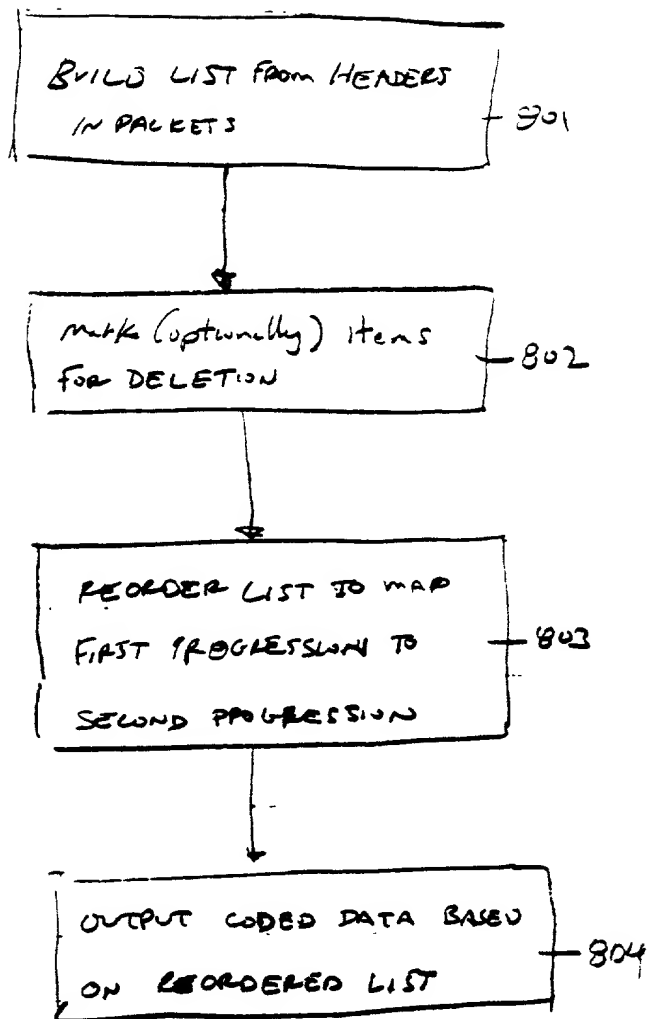 BUILD LIST FROM HEADERS
IN PACKETS
801
Mark (optionally) items
FOR DELETION
802
REORDER LIST TO MAP
FIRST PROGRESSION TO
SECOND PROGRESSION
803
OUTPUT CODED DATA BASED
ON REORDERED LIST
804